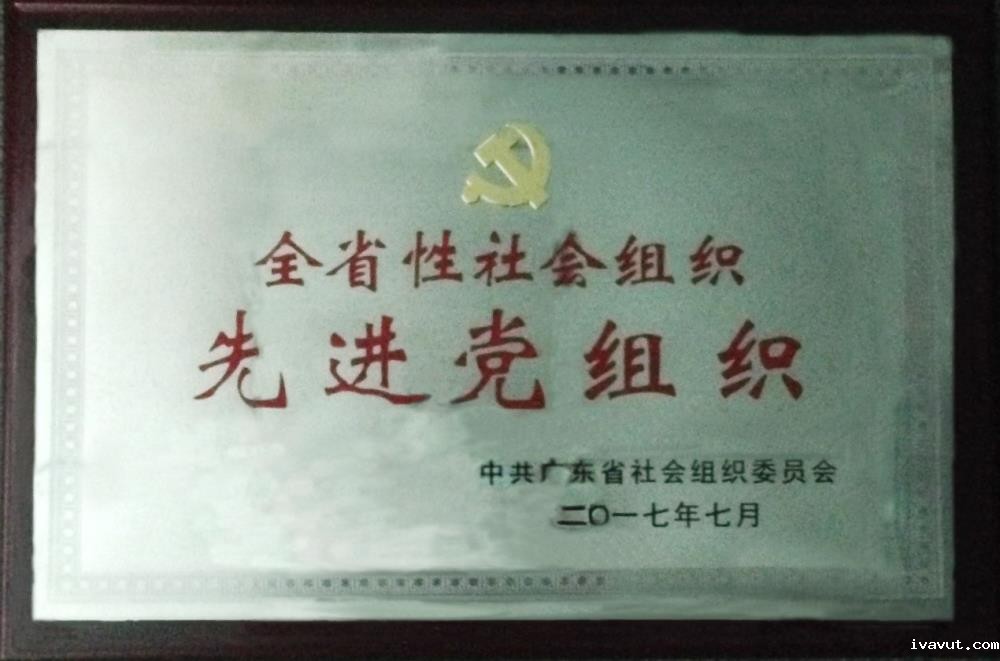 全省性社会组织
先进党组织
中共广东省社会组织委员会
二〇一七年七月
ivavut.com